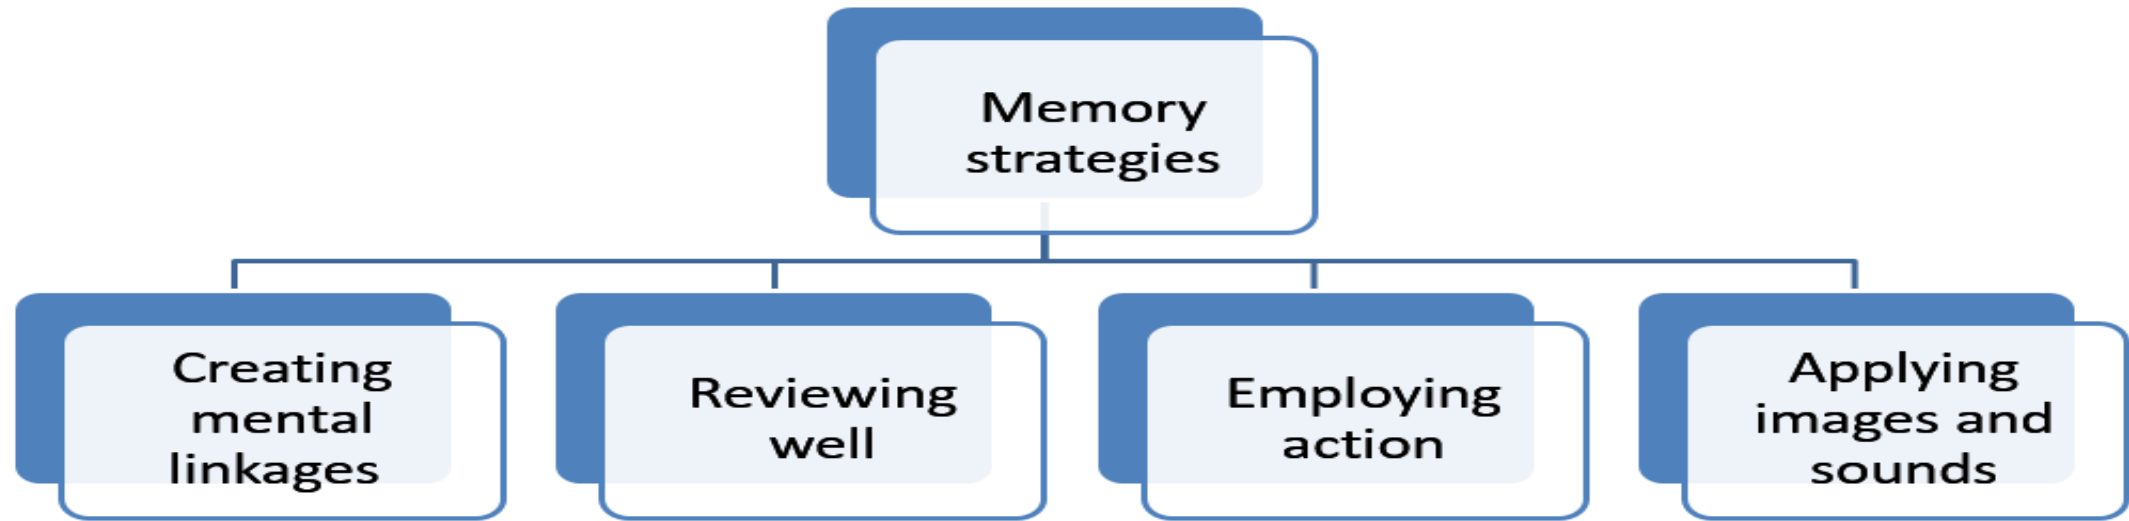 Memory
strategies
Creating
mental
linkages
Reviewing
well
Employing
action
Applying
images and
sounds